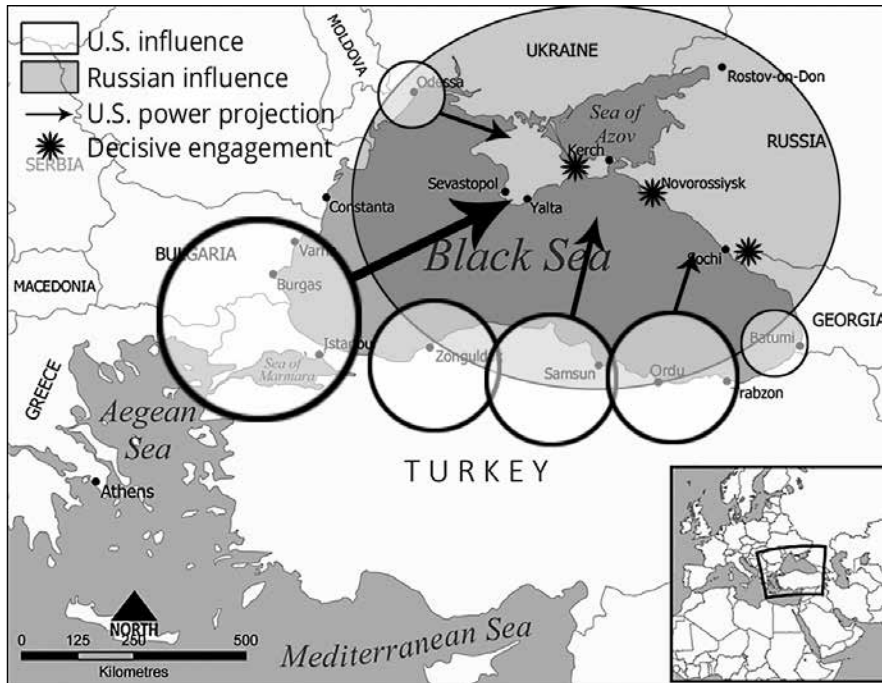 U.S. influence
Russian influence
U.S. power projection
Decisive engagement
MOLDOVA
UKRAINE
Odessa
Rostov-on-Don
Sea of
Azov
RUSSIA
Kerch
SERBIA
Sevastopol
Yalta
Novorossiysk
Constanta
BULGARIA
Varna
Black Sea
Sochi
MACEDONIA
Burgas
GEORGIA
Batumi
Istanbul
Zonguldak
Sea of
Marmara
Samsun
Ordu
Trabzon
GREECE
Aegean
Sea
TURKEY
Athens
NORTH
0 125 250 500
Kilometres
Mediterranean Sea